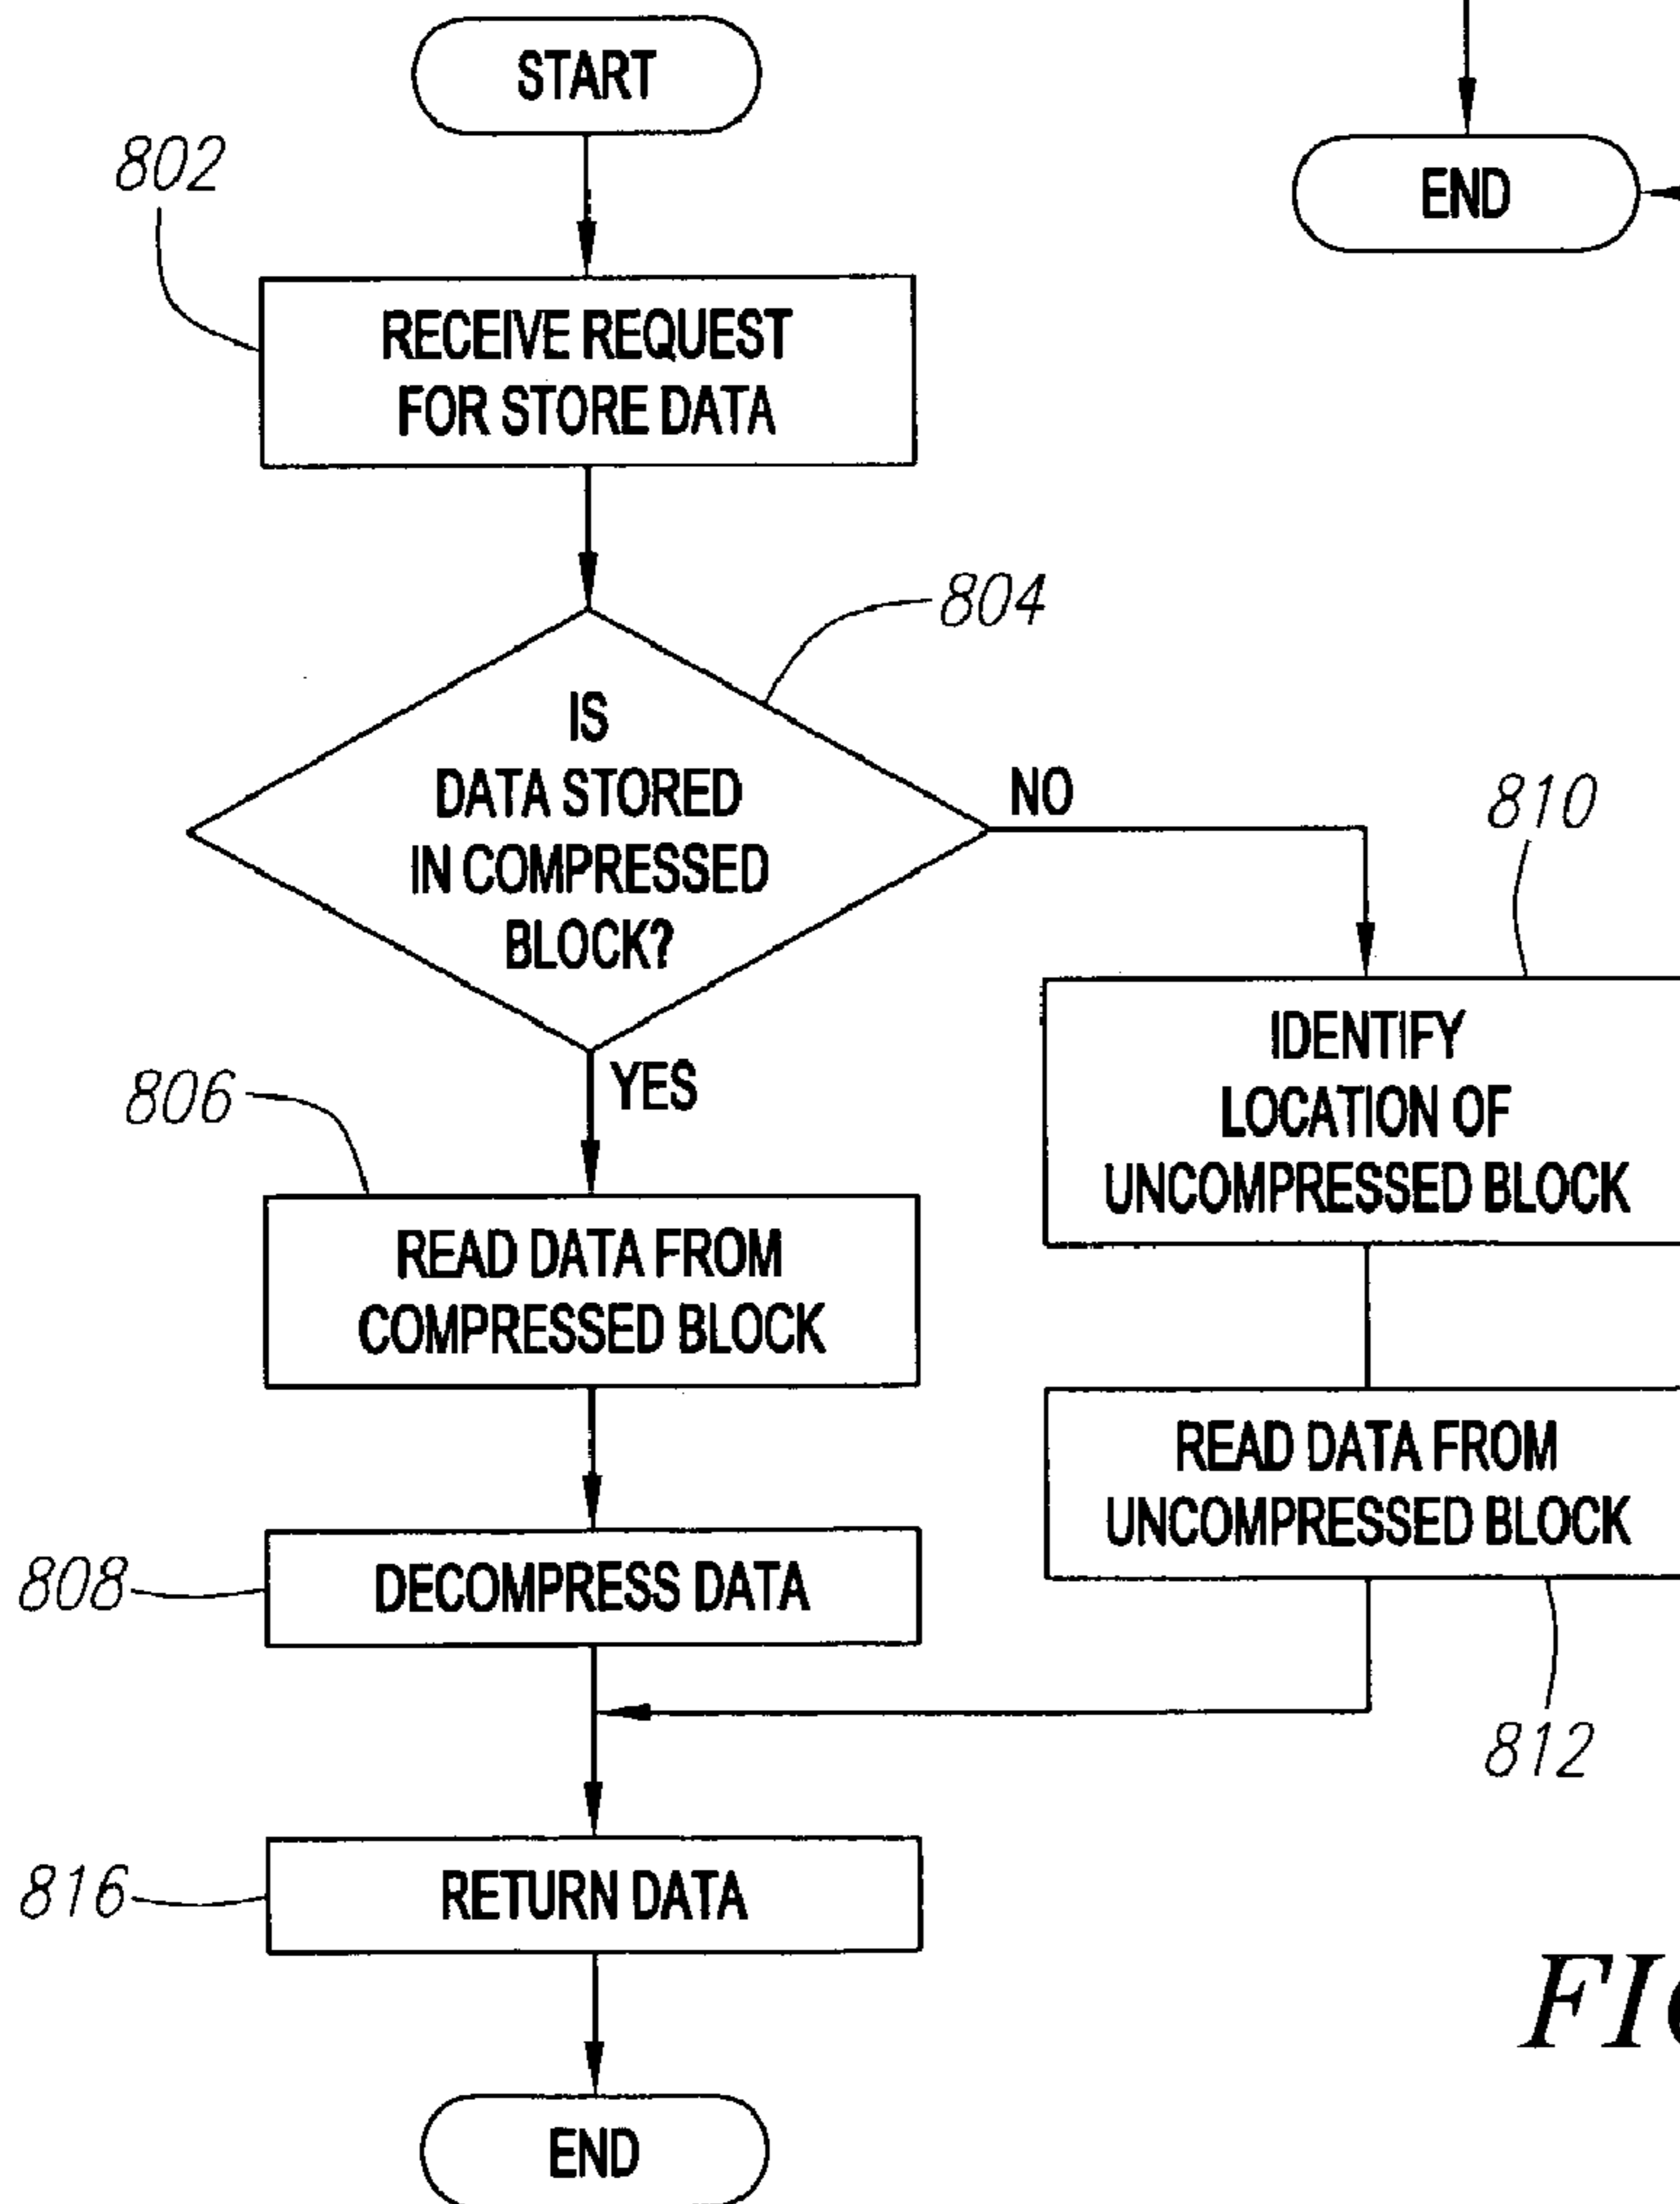 START
END
802
RECEIVE REQUEST
FOR STORE DATA
804
IS
DATA STORED
IN COMPRESSED
BLOCK?
NO
810
YES
IDENTIFY
LOCATION OF
UNCOMPRESSED BLOCK
806
READ DATA FROM
COMPRESSED BLOCK
READ DATA FROM
UNCOMPRESSED BLOCK
808
DECOMPRESS DATA
812
816
RETURN DATA
END